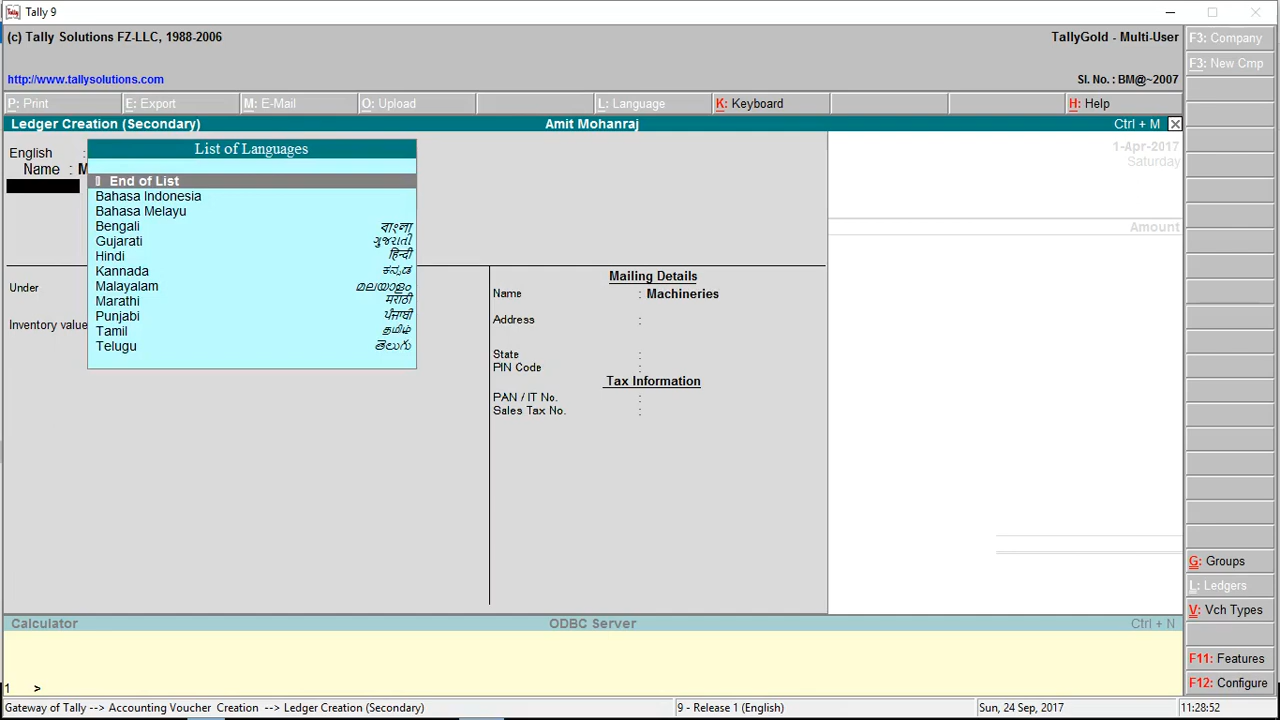 Tally 9
(c) Tally Solutions FZ-LLC, 1988-2006
TallyGold - Multi-User
http://www.tallysolutions.com
Sl. No. : BM@~2007
P: Print E: Export M: E-Mail O: Upload L: Language K: Keyboard H: Help
Ledger Creation (Secondary) Amit Mohanraj Ctrl + M
English :
Name : M
List of Languages
End of List
Bahasa Indonesia
Bahasa Melayu
Bengali বাংলা
Gujarati ગુજરાતી
Hindi हिन्दी
Kannada ಕನ್ನಡ
Malayalam മലയാളം
Marathi मराठी
Punjabi ਪੰਜਾਬੀ
Tamil தமிழ்
Telugu తెలుగు
Under
Inventory value
Mailing Details
Name : Machineries
Address :
State :
PIN Code :
Tax Information
PAN / IT No. :
Sales Tax No. :
1-Apr-2017
Saturday
Amount
F3: Company
F3: New Cmp
G: Groups
L: Ledgers
V: Vch Types
F11: Features
F12: Configure
Calculator ODBC Server Ctrl + N
1 >
Gateway of Tally --> Accounting Voucher Creation --> Ledger Creation (Secondary) 9 - Release 1 (English) Sun, 24 Sep, 2017 11:28:52